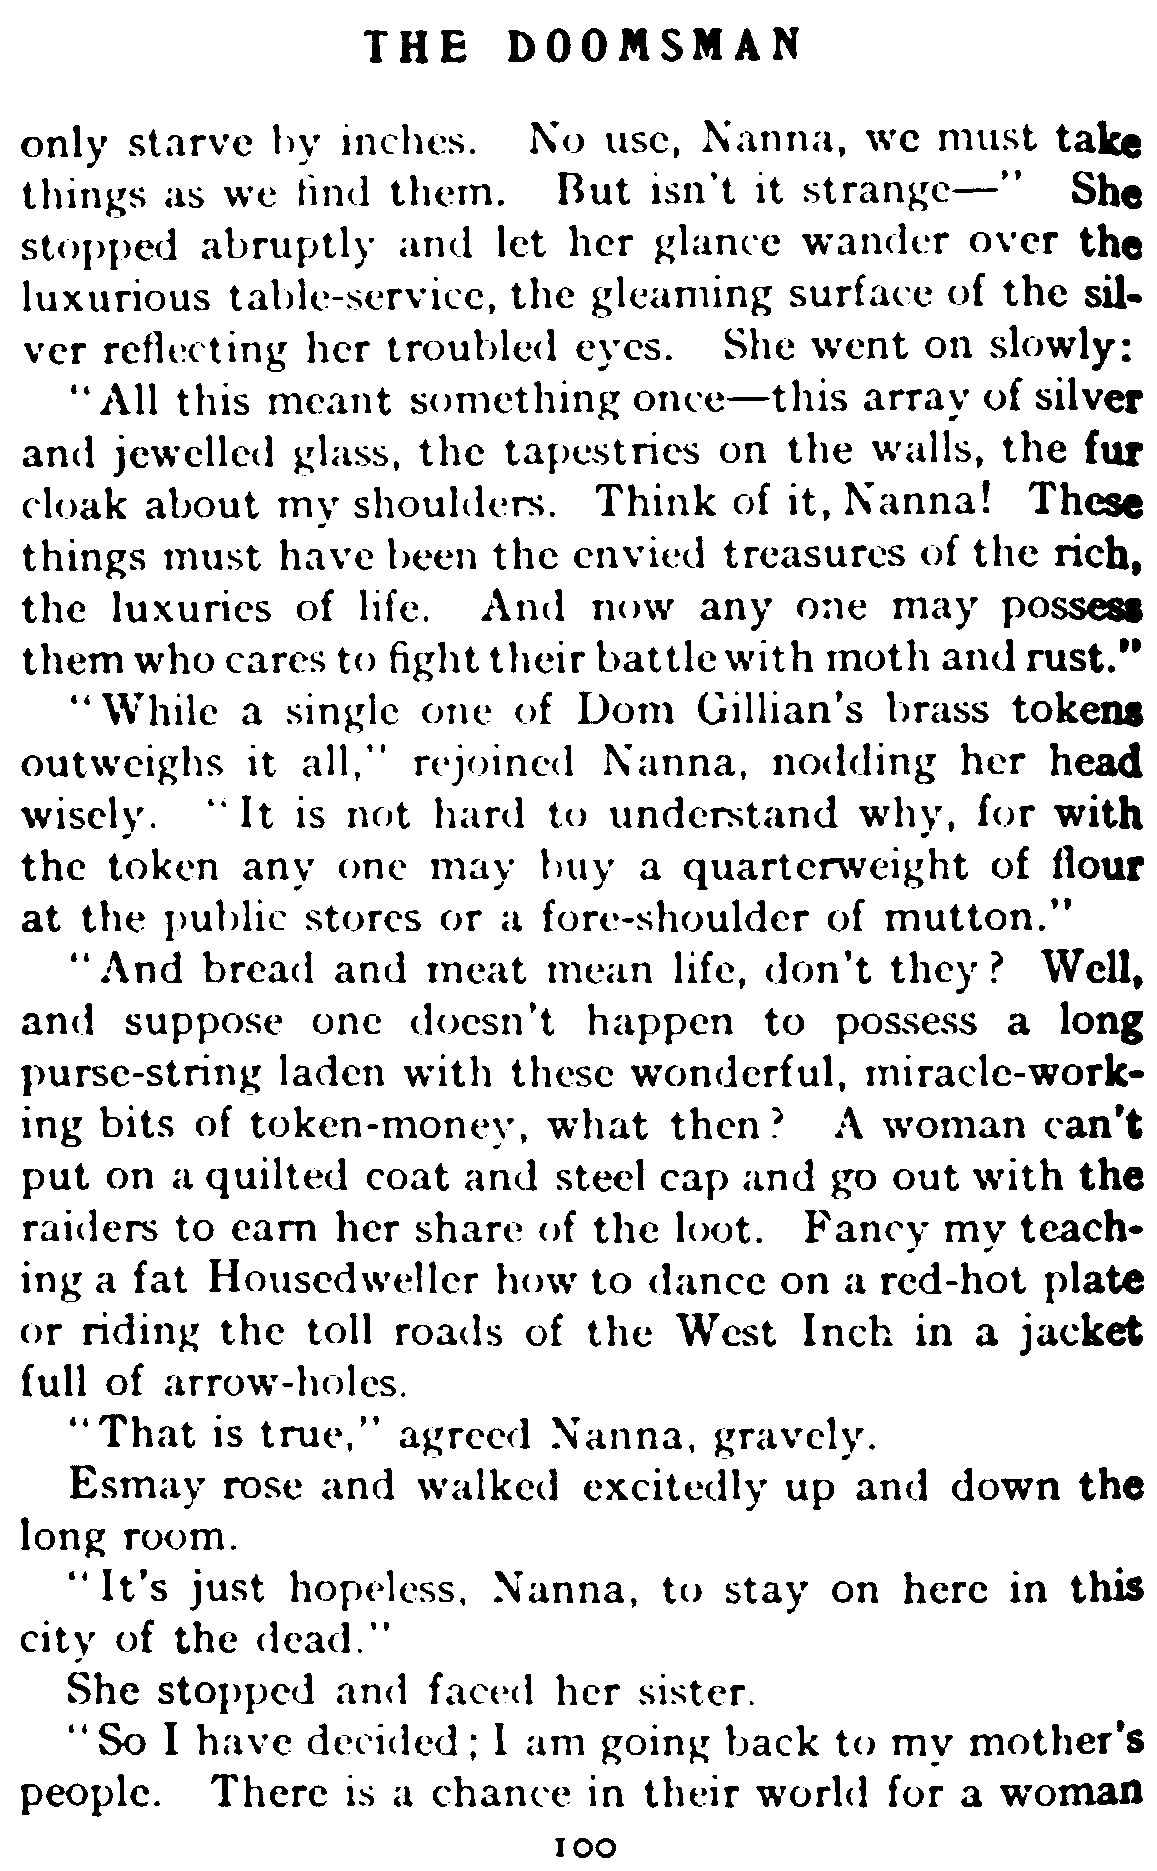 THE DOOMSMAN
only starve by inches. No use, Nanna, we must take
things as we find them. But isn't it strange—" She
stopped abruptly and let her glance wander over the
luxurious table-service, the gleaming surface of the sil-
ver reflecting her troubled eyes. She went on slowly:
"All this meant something once—this array of silver
and jewelled glass, the tapestries on the walls, the fur
cloak about my shoulders. Think of it, Nanna! These
things must have been the envied treasures of the rich,
the luxuries of life. And now any one may possess
them who cares to fight their battle with moth and rust."
"While a single one of Dom Gillian's brass tokens
outweighs it all," rejoined Nanna, nodding her head
wisely. "It is not hard to understand why, for with
the token any one may buy a quarterweight of flour
at the public stores or a fore-shoulder of mutton."
"And bread and meat mean life, don't they? Well,
and suppose one doesn't happen to possess a long
purse-string laden with these wonderful, miracle-work-
ing bits of token-money, what then? A woman can't
put on a quilted coat and steel cap and go out with the
raiders to earn her share of the loot. Fancy my teach-
ing a fat Housedweller how to dance on a red-hot plate
or riding the toll roads of the West Inch in a jacket
full of arrow-holes.
"That is true," agreed Nanna, gravely.
Esmay rose and walked excitedly up and down the
long room.
"It's just hopeless, Nanna, to stay on here in this
city of the dead."
She stopped and faced her sister.
"So I have decided; I am going back to my mother's
people. There is a chance in their world for a woman
100